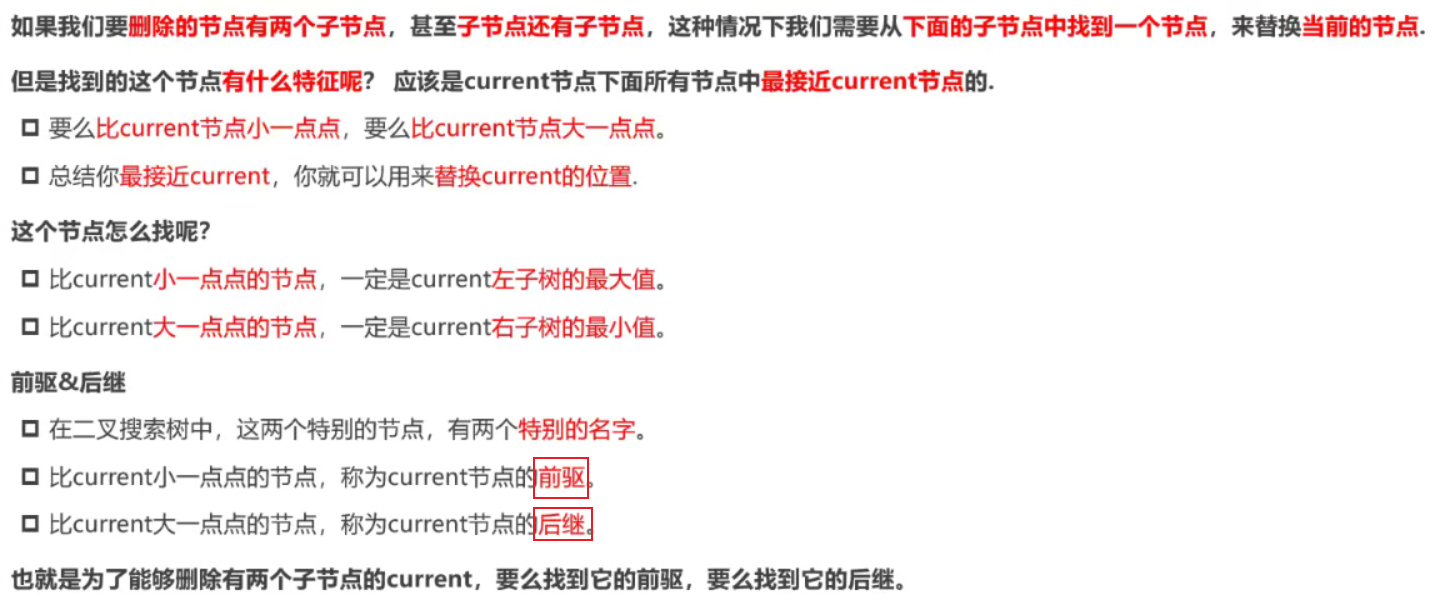 如果我们要删除的节点有两个子节点，甚至子节点还有子节点，这种情况下我们需要从下面的子节点中找到一个节点，来替换当前的节点.
但是找到的这个节点有什么特征呢？ 应该是current节点下面所有节点中最接近current节点的.
要么比current节点小一点点，要么比current节点大一点点。
总结你最接近current，你就可以用来替换current的位置.
这个节点怎么找呢？
比current小一点点的节点，一定是current左子树的最大值。
比current大一点点的节点，一定是current右子树的最小值。
前驱&后继
在二叉搜索树中，这两个特别的节点，有两个特别的名字。
比current小一点点的节点，称为current节点的前驱。
比current大一点点的节点，称为current节点的后继。
也就是为了能够删除有两个子节点的current，要么找到它的前驱，要么找到它的后继。